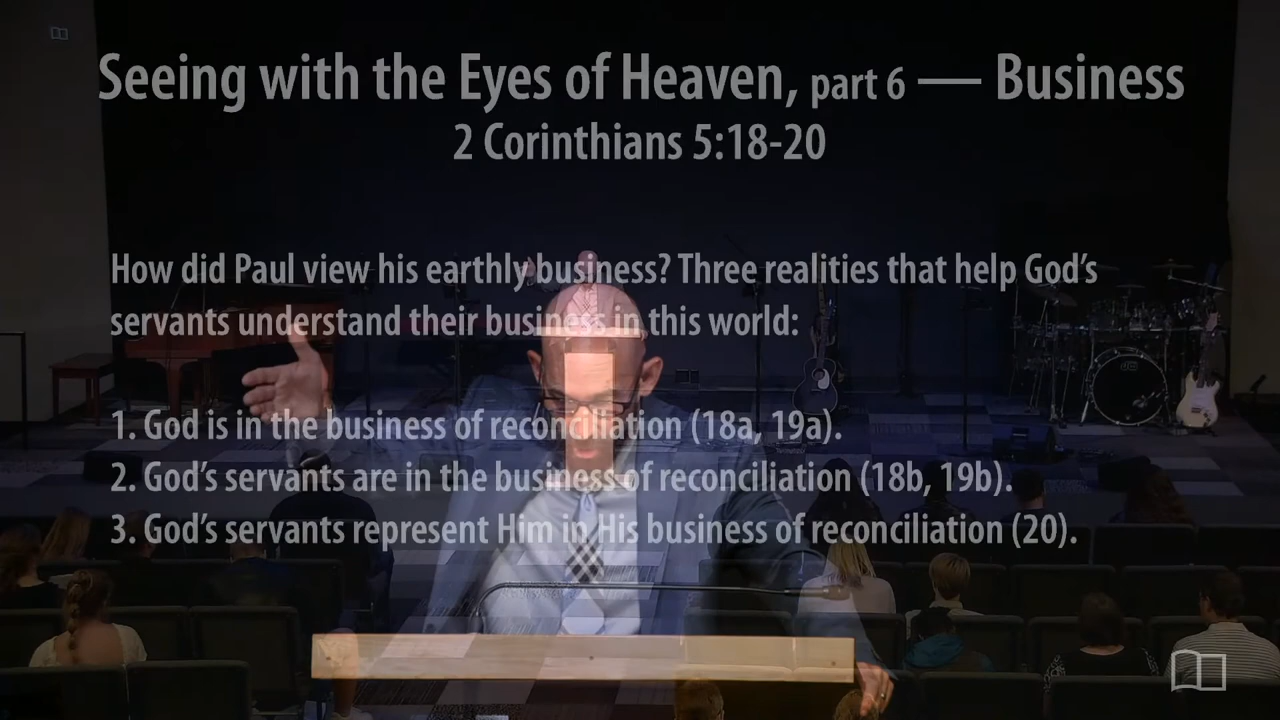 Seeing with the Eyes of Heaven, part 6 — Business
2 Corinthians 5:18-20
How did Paul view his earthly business? Three realities that help God’s
servants understand their business in this world:
1. God is in the business of reconciliation (18a, 19a).
2. God’s servants are in the business of reconciliation (18b, 19b).
3. God’s servants represent Him in His business of reconciliation (20).